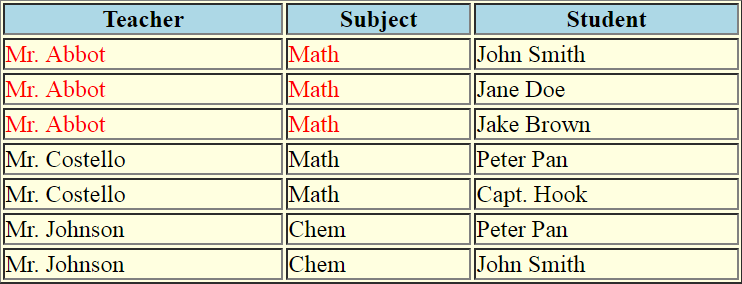 Teacher Subject Student
Mr. Abbot Math John Smith
Mr. Abbot Math Jane Doe
Mr. Abbot Math Jake Brown
Mr. Costello Math Peter Pan
Mr. Costello Math Capt. Hook
Mr. Johnson Chem Peter Pan
Mr. Johnson Chem John Smith